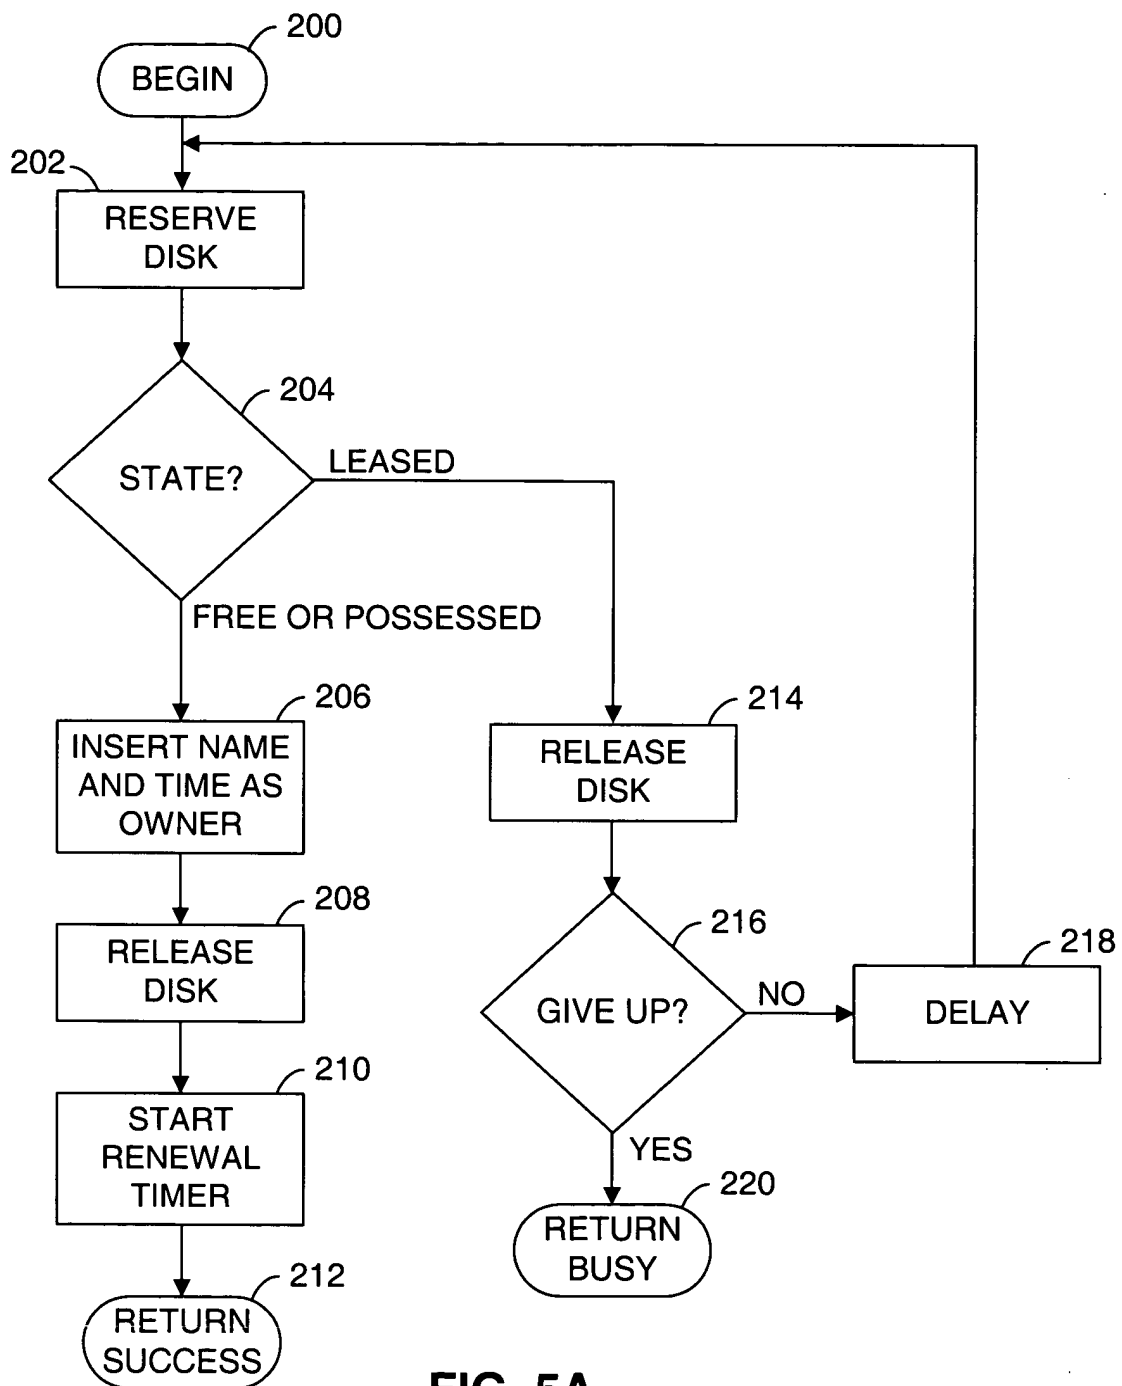 200
BEGIN
202
RESERVE
DISK
204
STATE?
LEASED
FREE OR POSSESSED
206
INSERT NAME
AND TIME AS
OWNER
208
RELEASE
DISK
210
START
RENEWAL
TIMER
212
RETURN
SUCCESS
214
RELEASE
DISK
216
GIVE UP?
NO
218
DELAY
YES
220
RETURN
BUSY
FIG. 5A